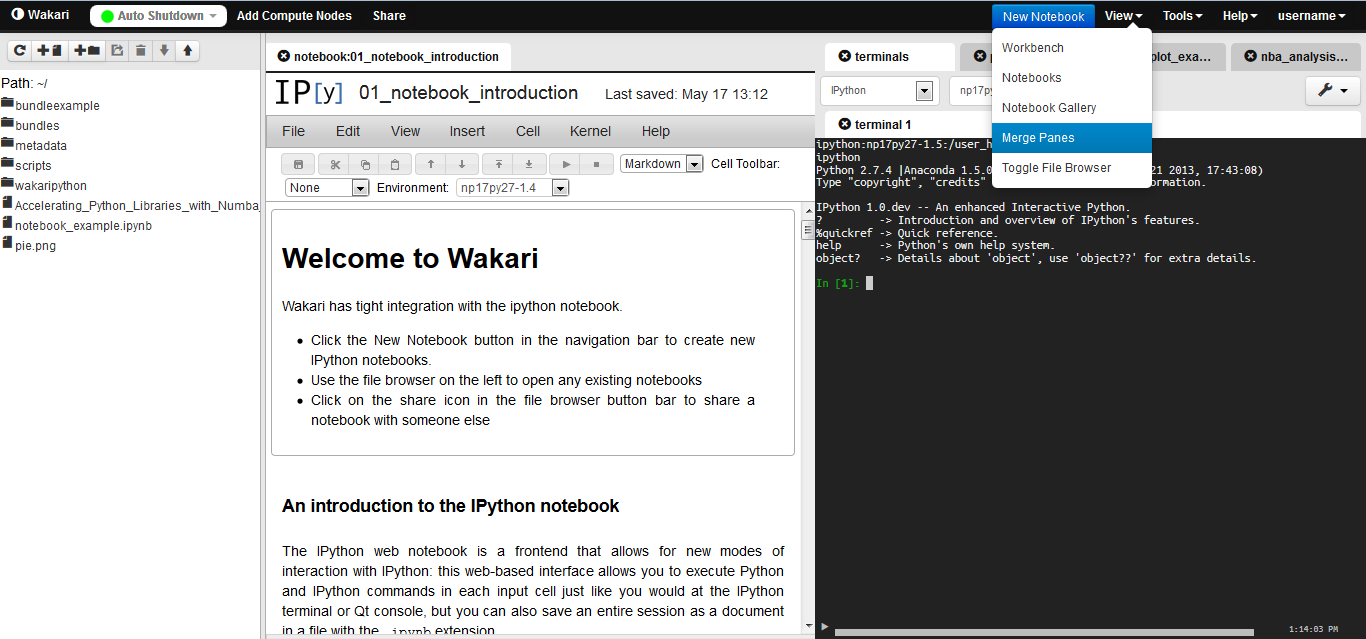 Wakari
Auto Shutdown
Add Compute Nodes
Share
New Notebook
View
Tools
Help
username
Workbench
Notebooks
Notebook Gallery
Merge Panes
Toggle File Browser
Path: ~/
bundleexample
bundles
metadata
scripts
wakaripython
Accelerating_Python_Libraries_with_Numba_
notebook_example.ipynb
pie.png
notebook:01_notebook_introduction
IP[y] 01_notebook_introduction Last saved: May 17 13:12
File Edit View Insert Cell Kernel Help
Markdown Cell Toolbar:
None Environment: np17py27-1.4
Welcome to Wakari
Wakari has tight integration with the ipython notebook.
• Click the New Notebook button in the navigation bar to create new
IPython notebooks.
• Use the file browser on the left to open any existing notebooks
• Click on the share icon in the file browser button bar to share a
notebook with someone else
An introduction to the IPython notebook
The IPython web notebook is a frontend that allows for new modes of
interaction with IPython: this web-based interface allows you to execute Python
and IPython commands in each input cell just like you would at the IPython
terminal or Qt console, but you can also save an entire session as a document
in a file with the .ipynb extension
terminals
plot_exa...
nba_analysis...
IPython
np17py
terminal 1
ipython:np17py27-1.5:/user_h
ipython
Python 2.7.4 |Anaconda 1.5.0 21 2013, 17:43:08)
Type "copyright", "credits" ormation.
IPython 1.0.dev -- An enhanced Interactive Python.
? -> Introduction and overview of IPython's features.
%quickref -> Quick reference.
help -> Python's own help system.
object? -> Details about 'object', use 'object??' for extra details.
In [1]:
1:14:03 PM